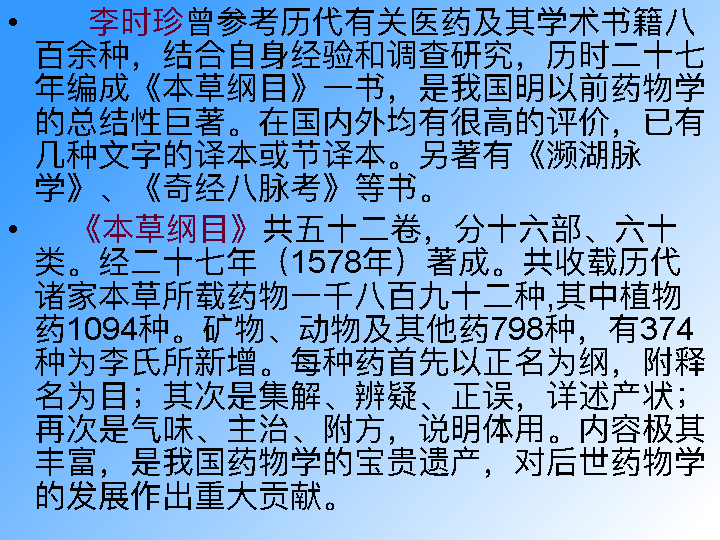 • 李时珍曾参考历代有关医药及其学术书籍八
百余种，结合自身经验和调查研究，历时二十七
年编成《本草纲目》一书，是我国明以前药物学
的总结性巨著。在国内外均有很高的评价，已有
几种文字的译本或节译本。另著有《濒湖脉
学》、《奇经八脉考》等书。
• 《本草纲目》共五十二卷，分十六部、六十
类。经二十七年（1578年）著成。共收载历代
诸家本草所载药物一千八百九十二种,其中植物
药1094种。矿物、动物及其他药798种，有374
种为李氏所新增。每种药首先以正名为纲，附释
名为目；其次是集解、辨疑、正误，详述产状；
再次是气味、主治、附方，说明体用。内容极其
丰富，是我国药物学的宝贵遗产，对后世药物学
的发展作出重大贡献。